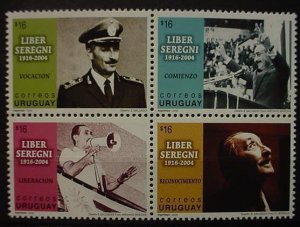 $16
LIBER
SEREGNI
1916-2004
VOCACION
correos
URUGUAY
$16
LIBER
SEREGNI
1916-2004
COMIENZO
correos
URUGUAY
$16
LIBER
SEREGNI
1916-2004
LIBERACION
correos
URUGUAY
$16
LIBER
SEREGNI
1916-2004
RECONOCIMIENTO
correos
URUGUAY